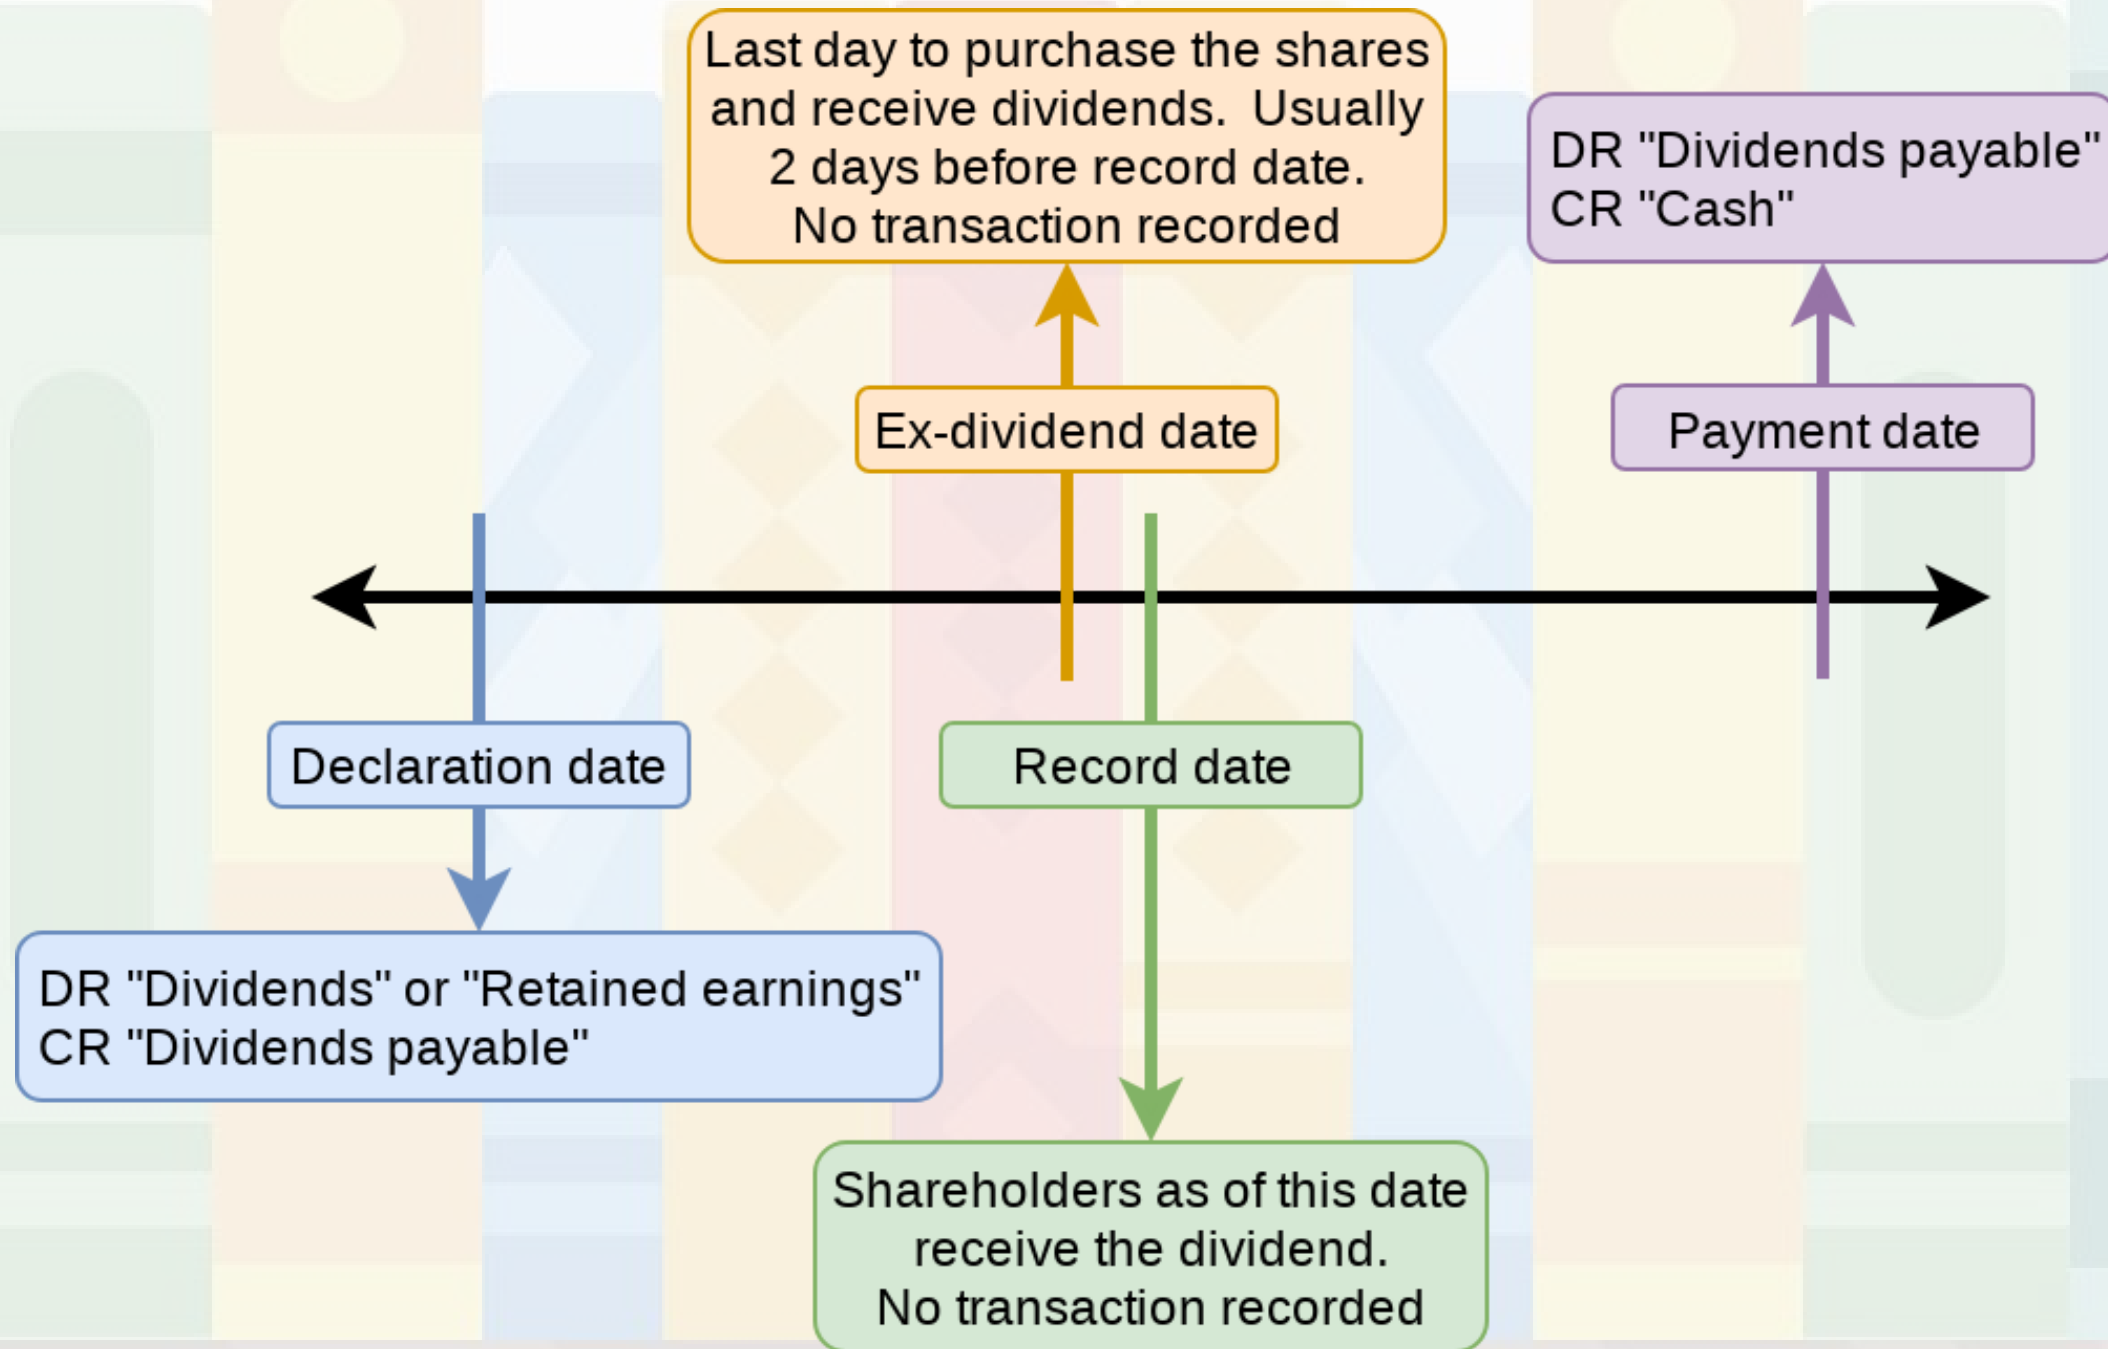 Last day to purchase the shares
and receive dividends.  Usually
2 days before record date.
No transaction recorded
DR "Dividends payable"
CR "Cash"
Ex-dividend date
Payment date
Declaration date
Record date
DR "Dividends" or "Retained earnings"
CR "Dividends payable"
Shareholders as of this date
receive the dividend.
No transaction recorded